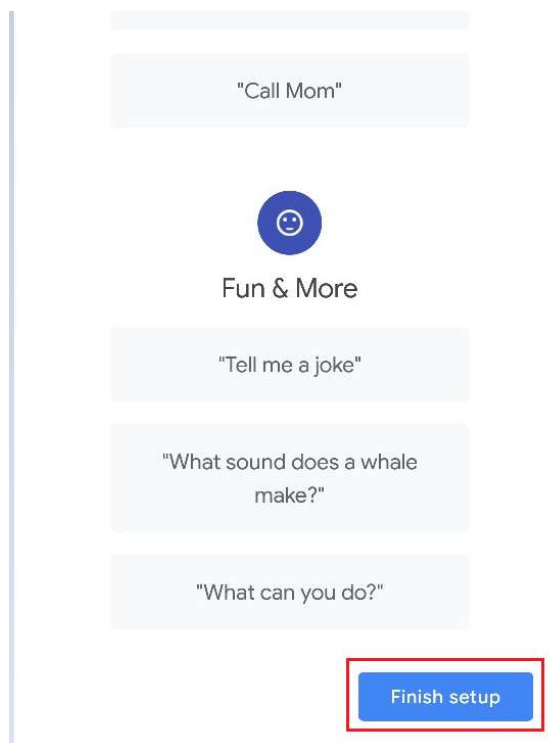 "Call Mom"
Fun & More
"Tell me a joke"
"What sound does a whale
make?"
"What can you do?"
Finish setup